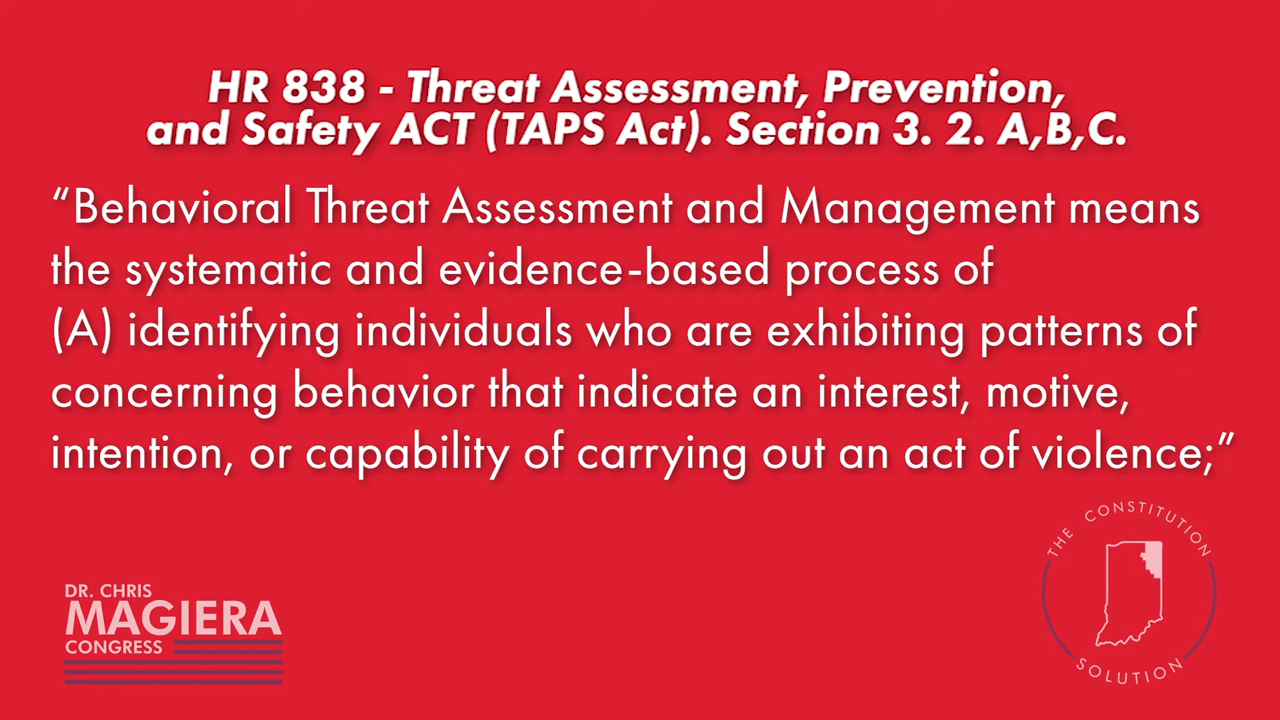 HR 838 - Threat Assessment, Prevention,
and Safety ACT (TAPS Act). Section 3. 2. A,B,C.
“Behavioral Threat Assessment and Management means
the systematic and evidence-based process of
(A) identifying individuals who are exhibiting patterns of
concerning behavior that indicate an interest, motive,
intention, or capability of carrying out an act of violence;”
DR. CHRIS
MAGIERA
CONGRESS
THE CONSTITUTION
SOLUTION